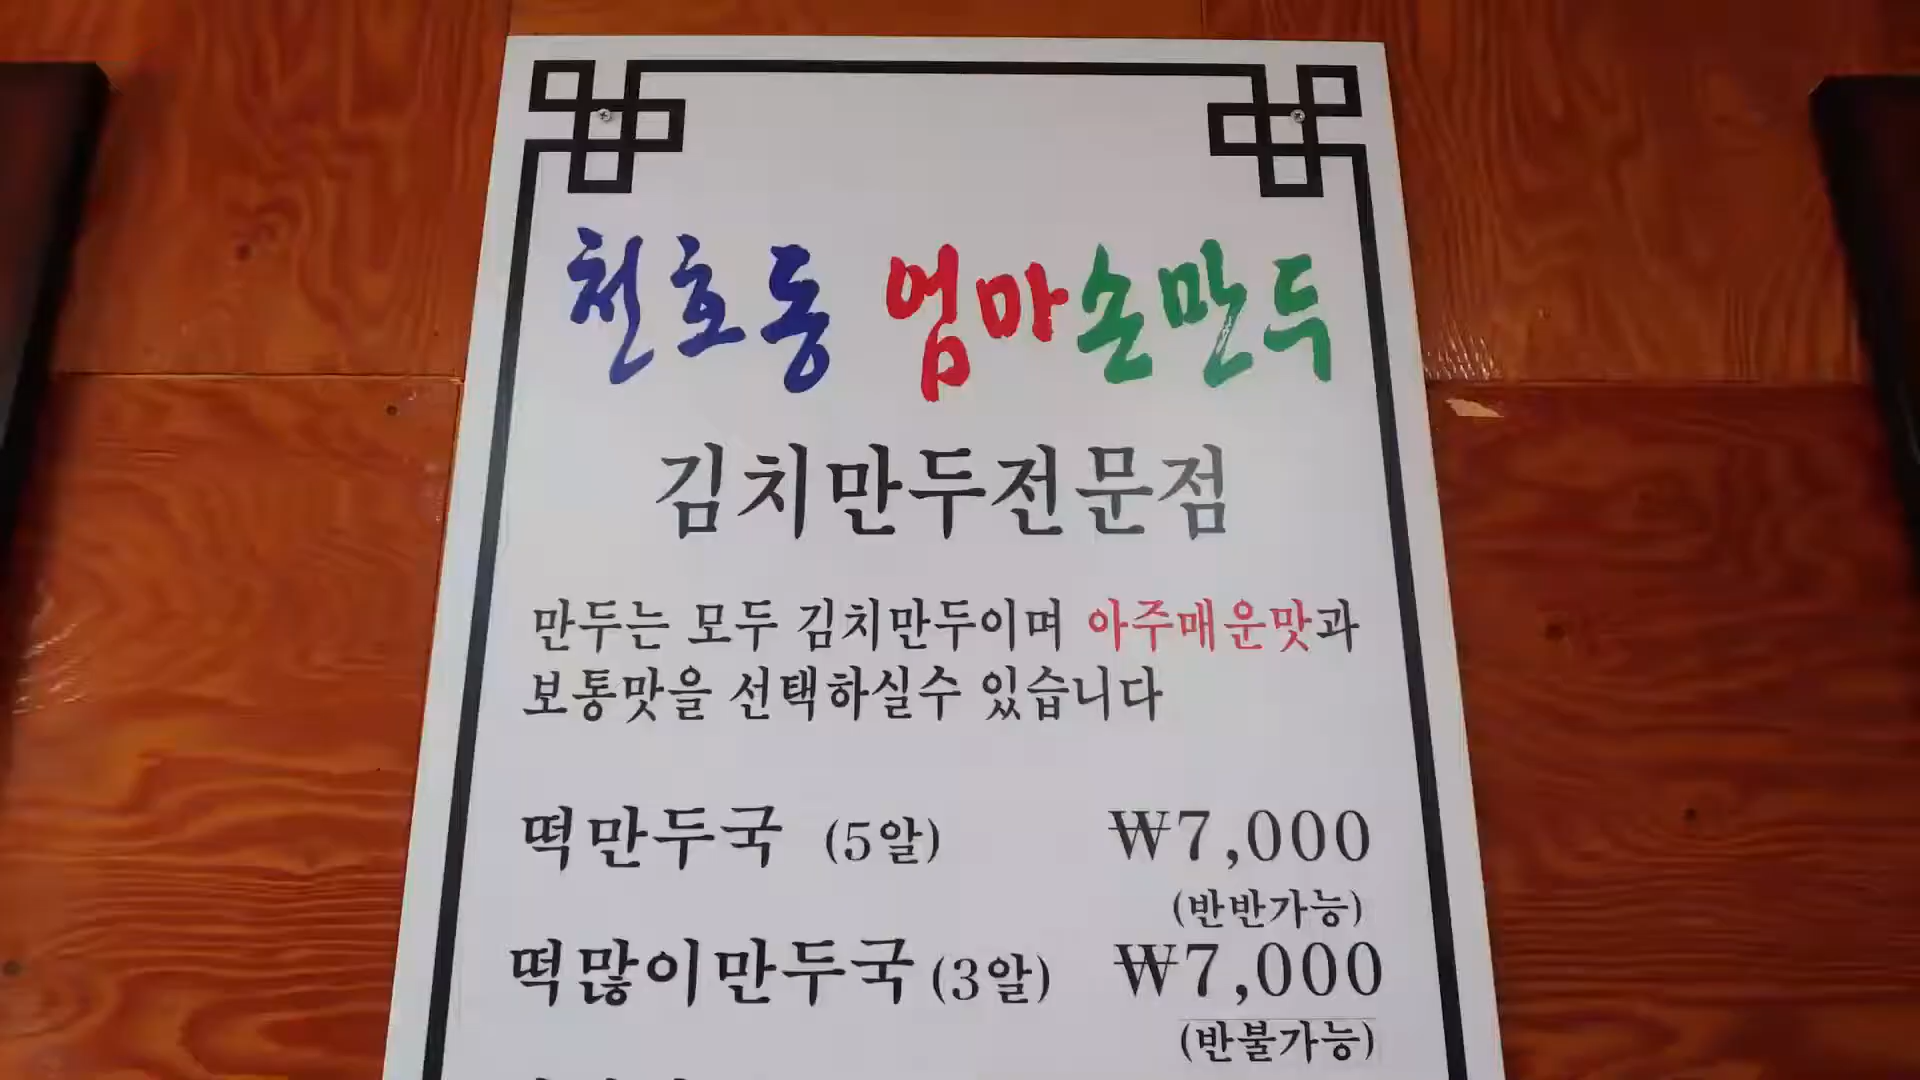 천호동 엄마손만두
김치만두전문점
만두는 모두 김치만두이며 아주매운맛과
보통맛을 선택하실수 있습니다
떡만두국 (5알) ₩7,000
(반반가능)
떡많이만두국 (3알) ₩7,000
(반불가능)